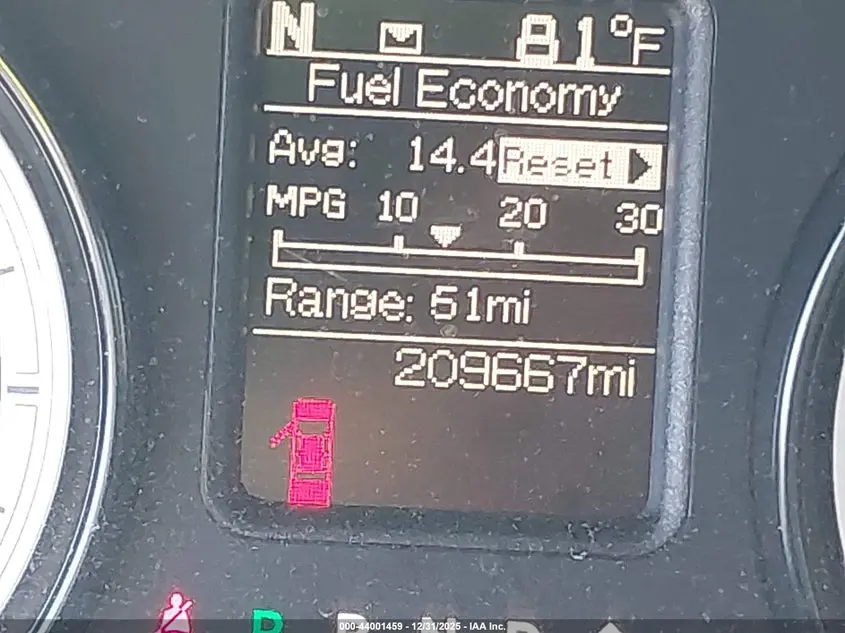 N 81°F
Fuel Economy
Avg: 14.4 Reset
MPG 10 20 30
Range: 51mi
209667mi
P
000-44001459 - 12/31/2025 - IAA Inc.